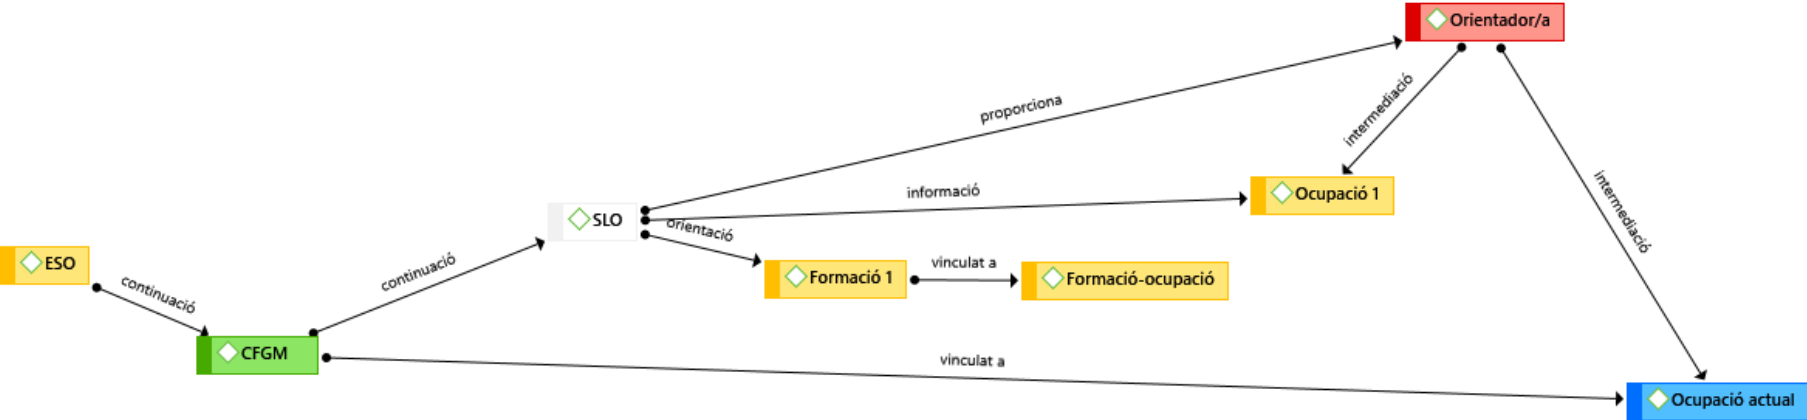 Orientador/a
proporciona
intermediació
informació
Ocupació 1
intermediació
SLO
orientació
ESO
continuació
continuació
Formació 1
vinculat a
Formació-ocupació
CFGM
vinculat a
Ocupació actual